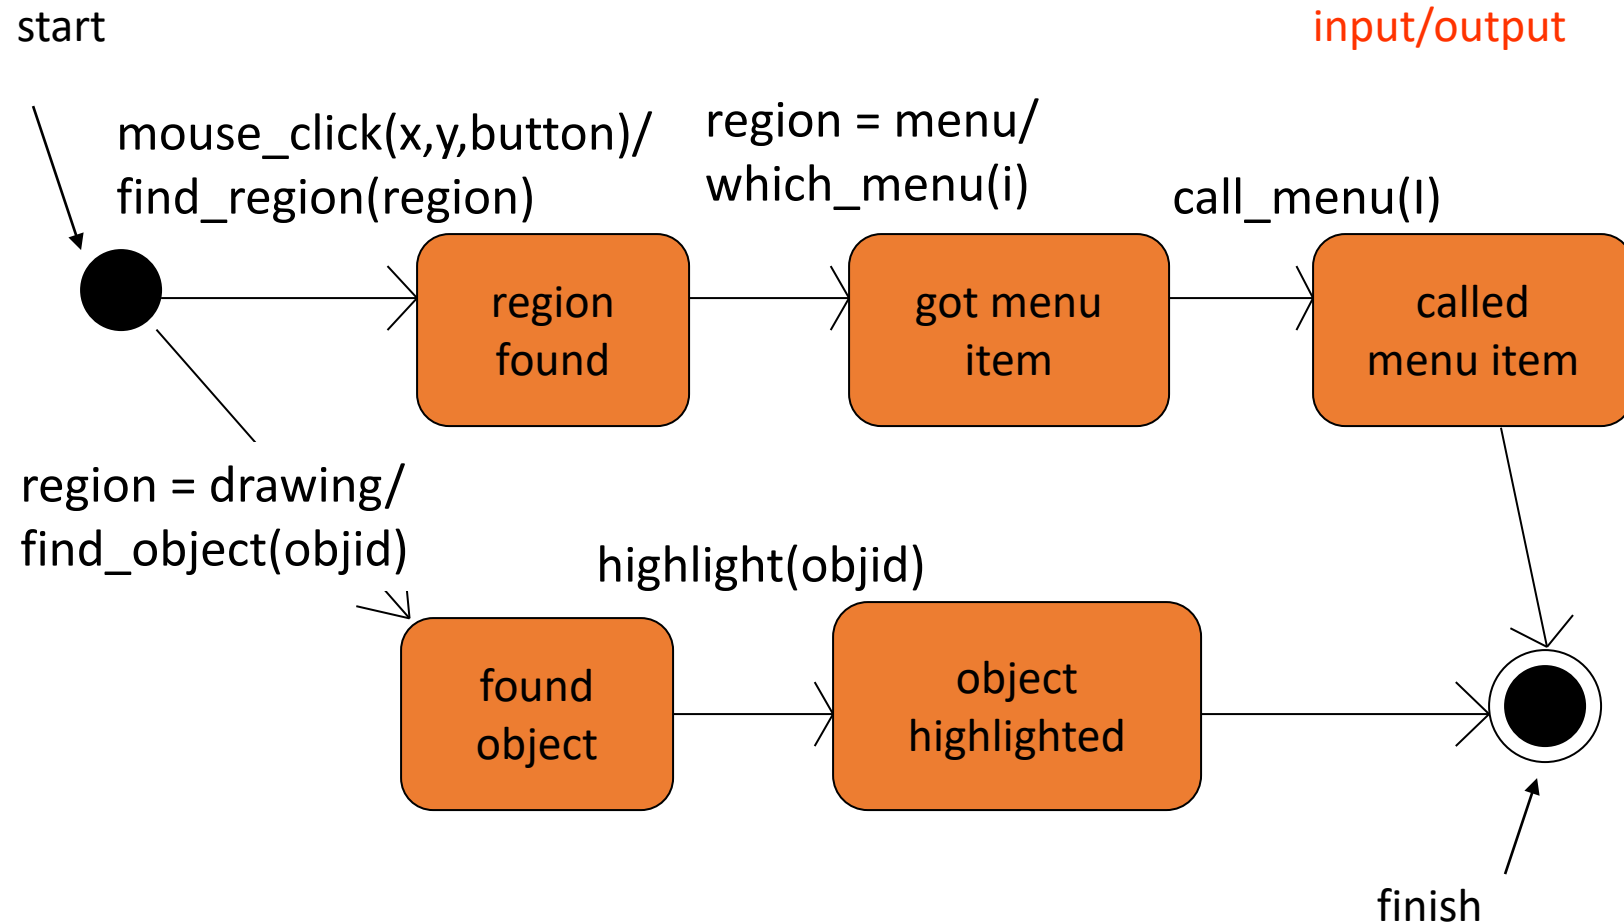 start
input/output
mouse_click(x,y,button)/
find_region(region)
region = menu/
which_menu(i)
call_menu(I)
region
found
got menu
item
called
menu item
region = drawing/
find_object(objid)
highlight(objid)
found
object
object
highlighted
finish